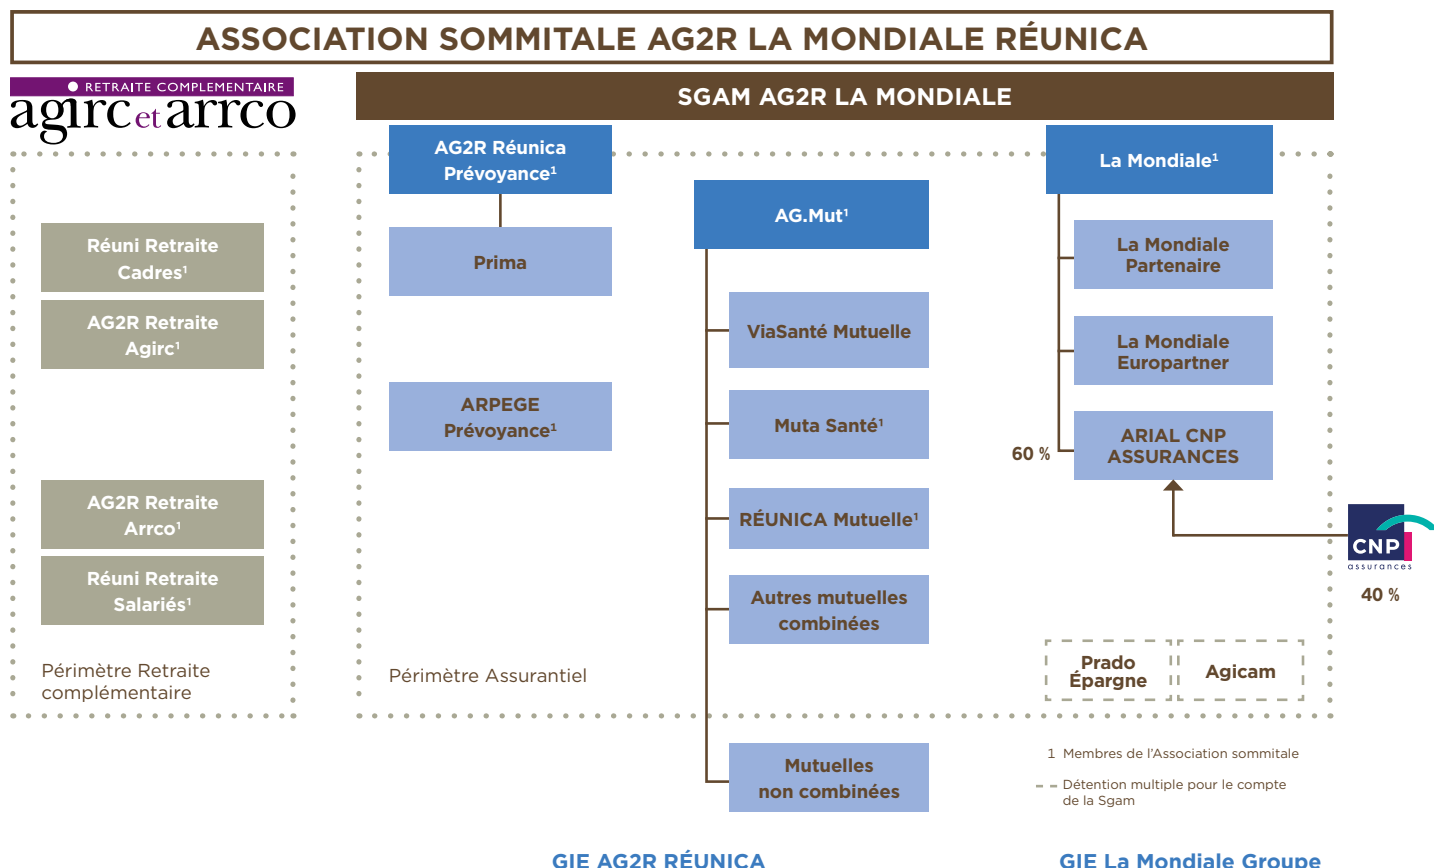 ASSOCIATION SOMMITALE AG2R LA MONDIALE RÉUNICA
RETRAITE COMPLEMENTAIRE
agirc et arrco
SGAM AG2R LA MONDIALE
Réuni Retraite
Cadres¹
AG2R Retraite
Agirc¹
AG2R Retraite
Arrco¹
Réuni Retraite
Salariés¹
Périmètre Retraite
complémentaire
AG2R Réunica
Prévoyance¹
Prima
ARPEGE
Prévoyance¹
Périmètre Assurantiel
AG.Mut¹
ViaSanté Mutuelle
Muta Santé¹
RÉUNICA Mutuelle¹
Autres mutuelles
combinées
Mutuelles
non combinées
La Mondiale¹
La Mondiale
Partenaire
La Mondiale
Europartner
60 %
ARIAL CNP
ASSURANCES
CNP
assurances
40 %
Prado
Épargne
Agicam
1 Membres de l'Association sommitale
Détention multiple pour le compte
de la Sgam
GIE AG2R RÉUNICA
GIE La Mondiale Groupe